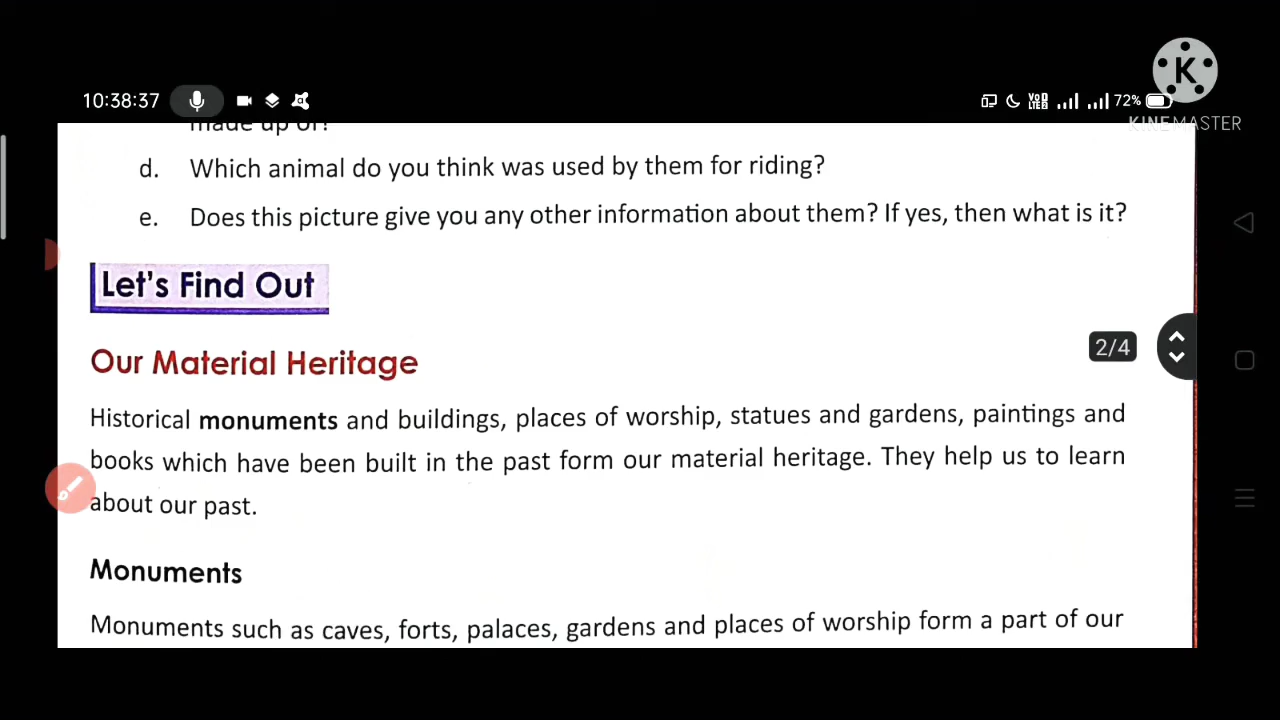 10:38:37
72%
K
KINEMASTER
made up of?
d. Which animal do you think was used by them for riding?
e. Does this picture give you any other information about them? If yes, then what is it?
Let's Find Out
Our Material Heritage
2/4
Historical monuments and buildings, places of worship, statues and gardens, paintings and
books which have been built in the past form our material heritage. They help us to learn
about our past.
Monuments
Monuments such as caves, forts, palaces, gardens and places of worship form a part of our